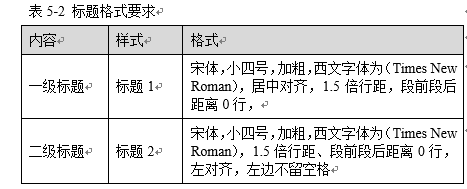 表 5-2 标题格式要求
内容 样式 格式
一级标题 标题 1 宋体,小四号,加粗,西文字体为(Times New
Roman),居中对齐,1.5 倍行距,段前段后
距离 0 行,
二级标题 标题 2 宋体,小四号,加粗,西文字体为(Times New
Roman),1.5 倍行距、段前段后距离 0 行,
左对齐,左边不留空格